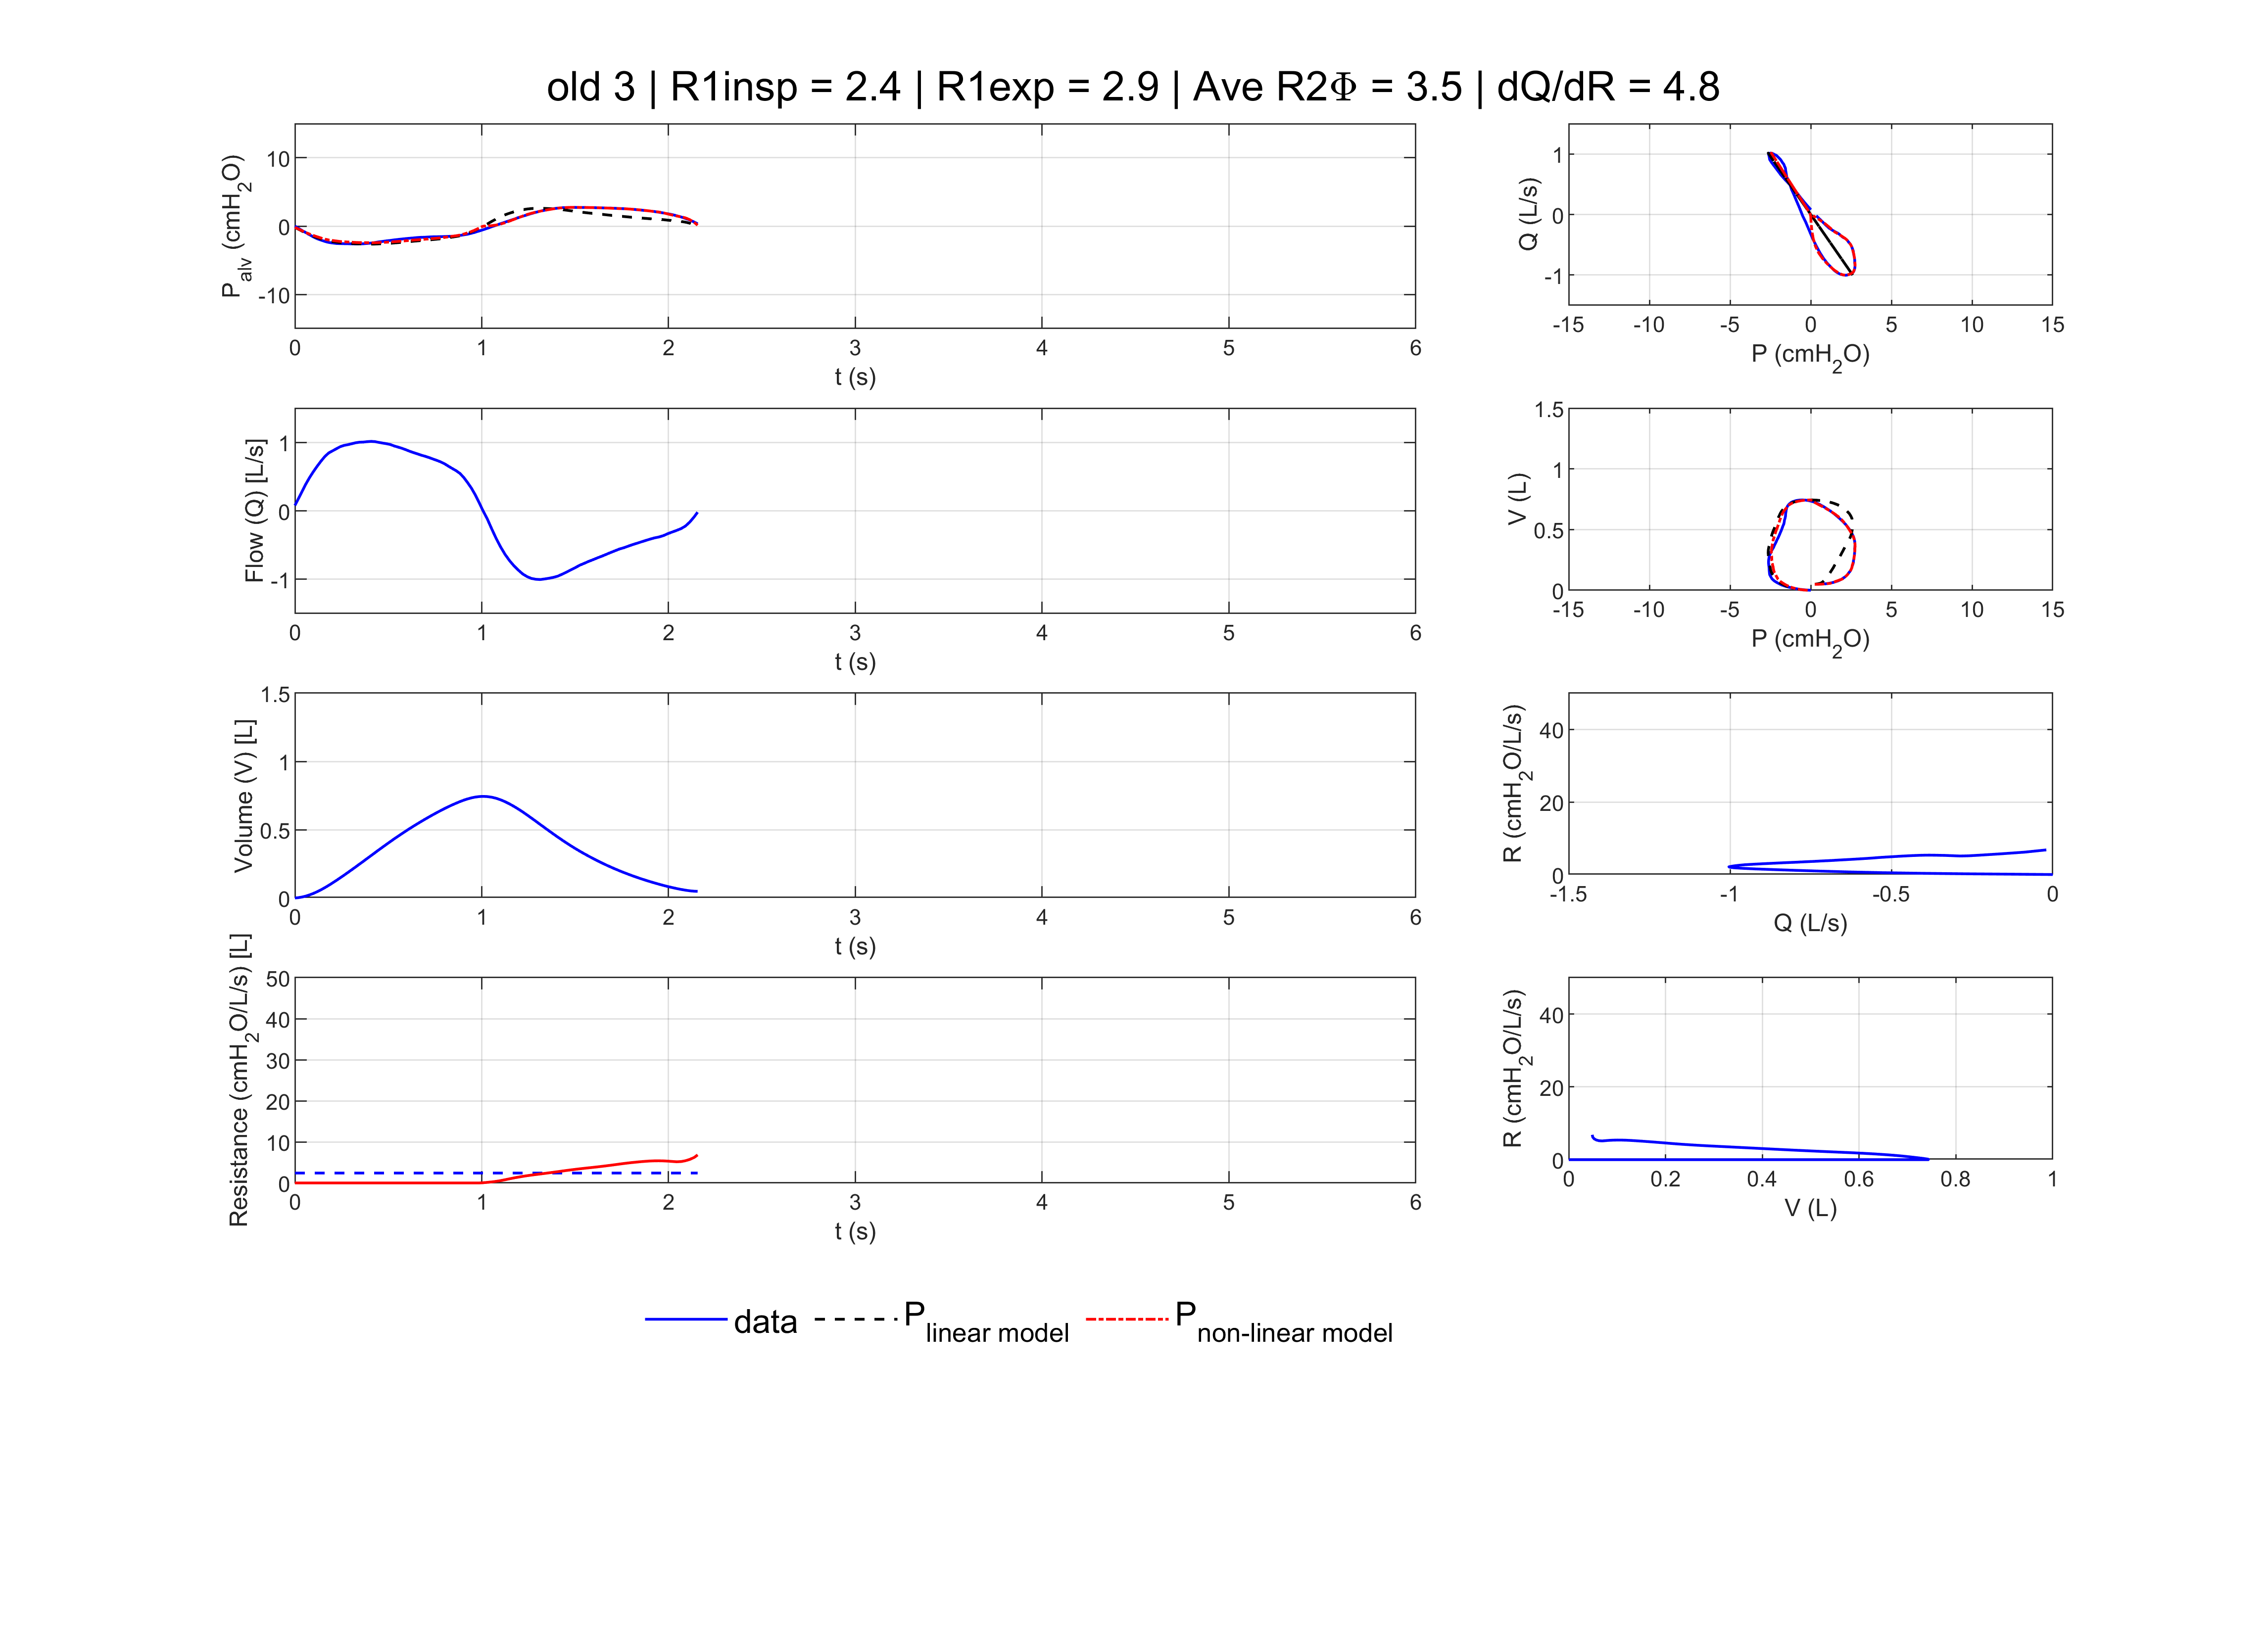 old 3 | R1insp = 2.4 | R1exp = 2.9 | Ave R2Φ = 3.5 | dQ/dR = 4.8
P_alv (cmH_2O)
10
0
-10
0 1 2 3 4 5 6
t (s)
Q (L/s)
1
0
-1
-15 -10 -5 0 5 10 15
P (cmH_2O)
Flow (Q) [L/s]
1
0
-1
0 1 2 3 4 5 6
t (s)
V (L)
1.5
1
0.5
0
-15 -10 -5 0 5 10 15
P (cmH_2O)
Volume (V) [L]
1.5
1
0.5
0
0 1 2 3 4 5 6
t (s)
R (cmH_2O/L/s)
40
20
0
-1.5 -1 -0.5 0
Q (L/s)
Resistance (cmH_2O/L/s) [L]
50
40
30
20
10
0
0 1 2 3 4 5 6
t (s)
R (cmH_2O/L/s)
40
20
0
0 0.2 0.4 0.6 0.8 1
V (L)
data P_linear model P_non-linear model